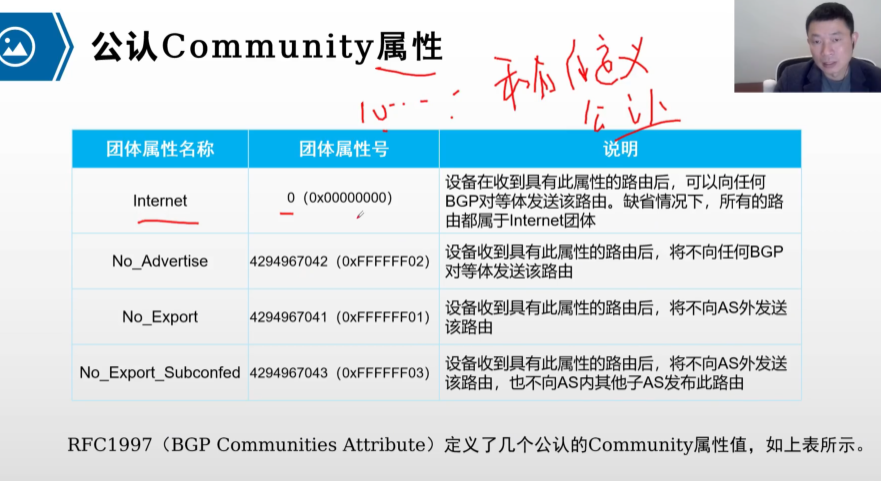 公认Community属性
私有 自定义
公认
团体属性名称
团体属性号
说明
Internet
0（0x00000000）
设备在收到具有此属性的路由后，可以向任何
BGP对等体发送该路由。缺省情况下，所有的路
由都属于Internet团体
No_Advertise
4294967042（0xFFFFFF02）
设备收到具有此属性的路由后，将不向任何BGP
对等体发送该路由
No_Export
4294967041（0xFFFFFF01）
设备收到具有此属性的路由后，将不向AS外发送
该路由
No_Export_Subconfed
4294967043（0xFFFFFF03）
设备收到具有此属性的路由后，将不向AS外发送
该路由，也不向AS内其他子AS发布此路由
RFC1997（BGP Communities Attribute）定义了几个公认的Community属性值，如上表所示。